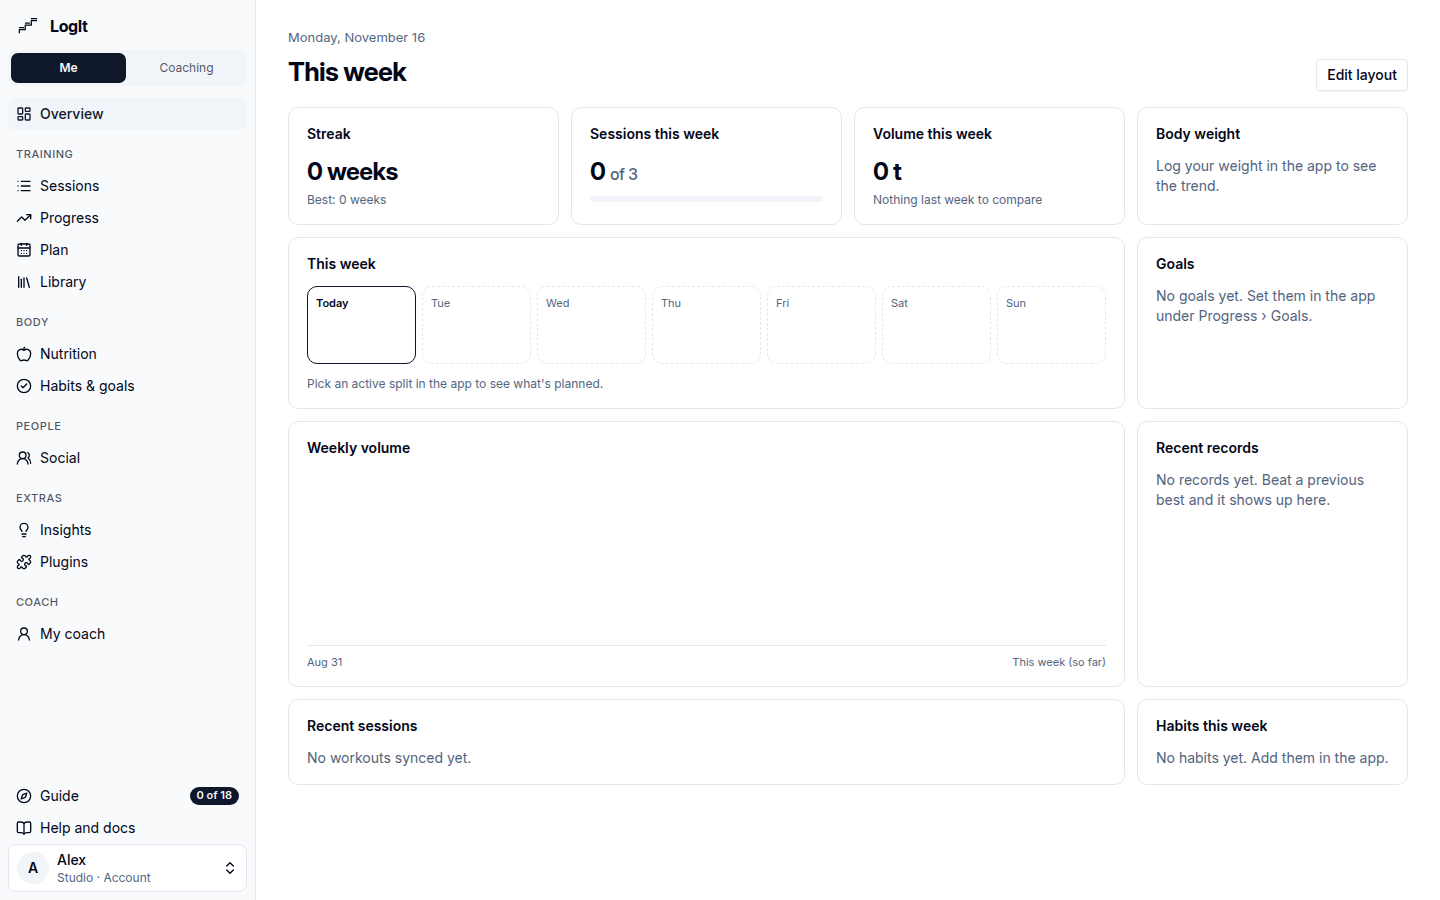 LogIt
Me
Coaching
Overview
TRAINING
Sessions
Progress
Plan
Library
BODY
Nutrition
Habits & goals
PEOPLE
Social
EXTRAS
Insights
Plugins
COACH
My coach
Guide
0 of 18
Help and docs
A
Alex
Studio · Account
Monday, November 16
This week
Edit layout
Streak
0 weeks
Best: 0 weeks
Sessions this week
0 of 3
Volume this week
0 t
Nothing last week to compare
Body weight
Log your weight in the app to see
the trend.
This week
Today
Tue
Wed
Thu
Fri
Sat
Sun
Pick an active split in the app to see what's planned.
Goals
No goals yet. Set them in the app
under Progress › Goals.
Weekly volume
Aug 31
This week (so far)
Recent records
No records yet. Beat a previous
best and it shows up here.
Recent sessions
No workouts synced yet.
Habits this week
No habits yet. Add them in the app.